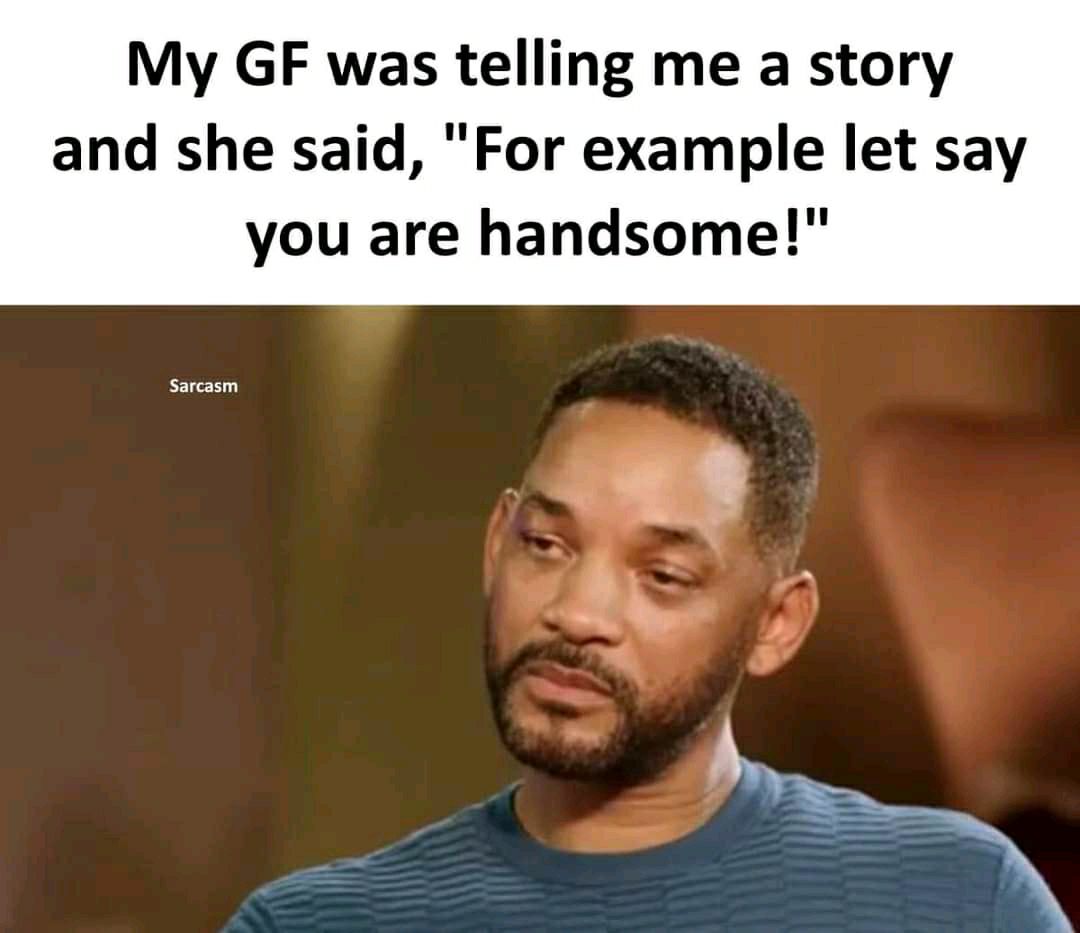 My GF was telling me a story
and she said, "For example let say
you are handsome!"
Sarcasm